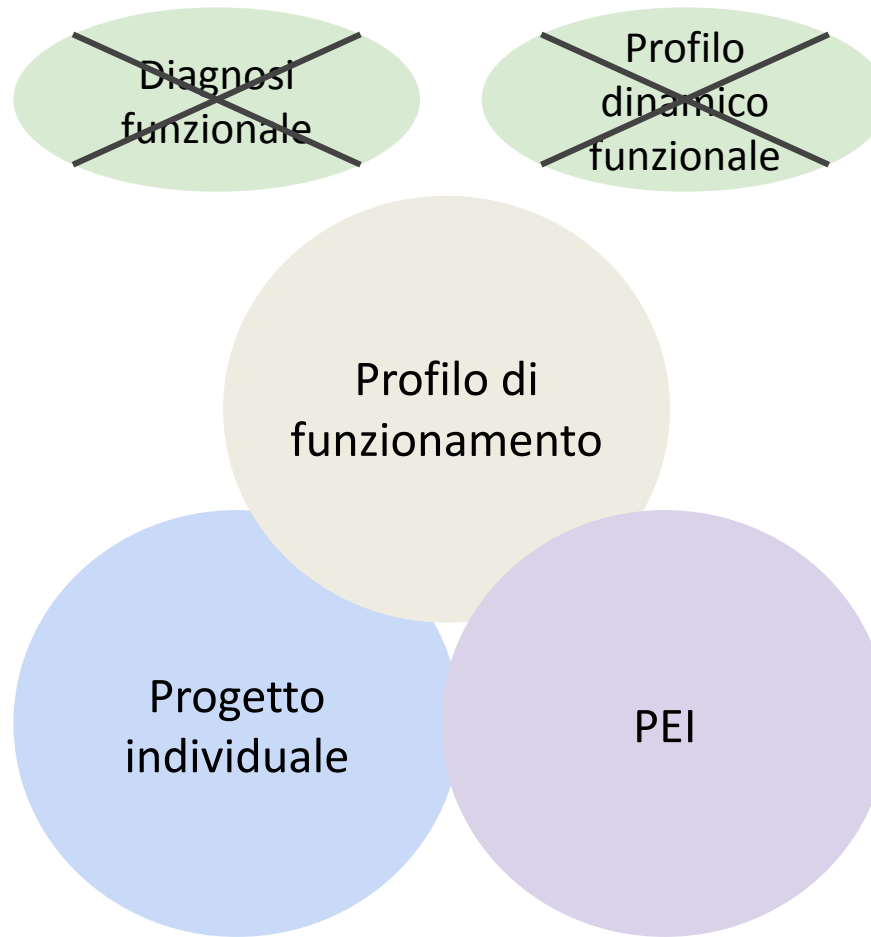 Diagnosi
funzionale
Profilo
dinamico
funzionale
Profilo di
funzionamento
Progetto
individuale
PEI